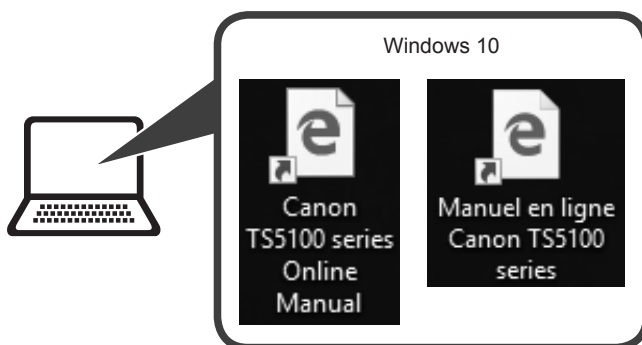 Windows 10
Canon
TS5100 series
Online
Manual
Manuel en ligne
Canon TS5100
series